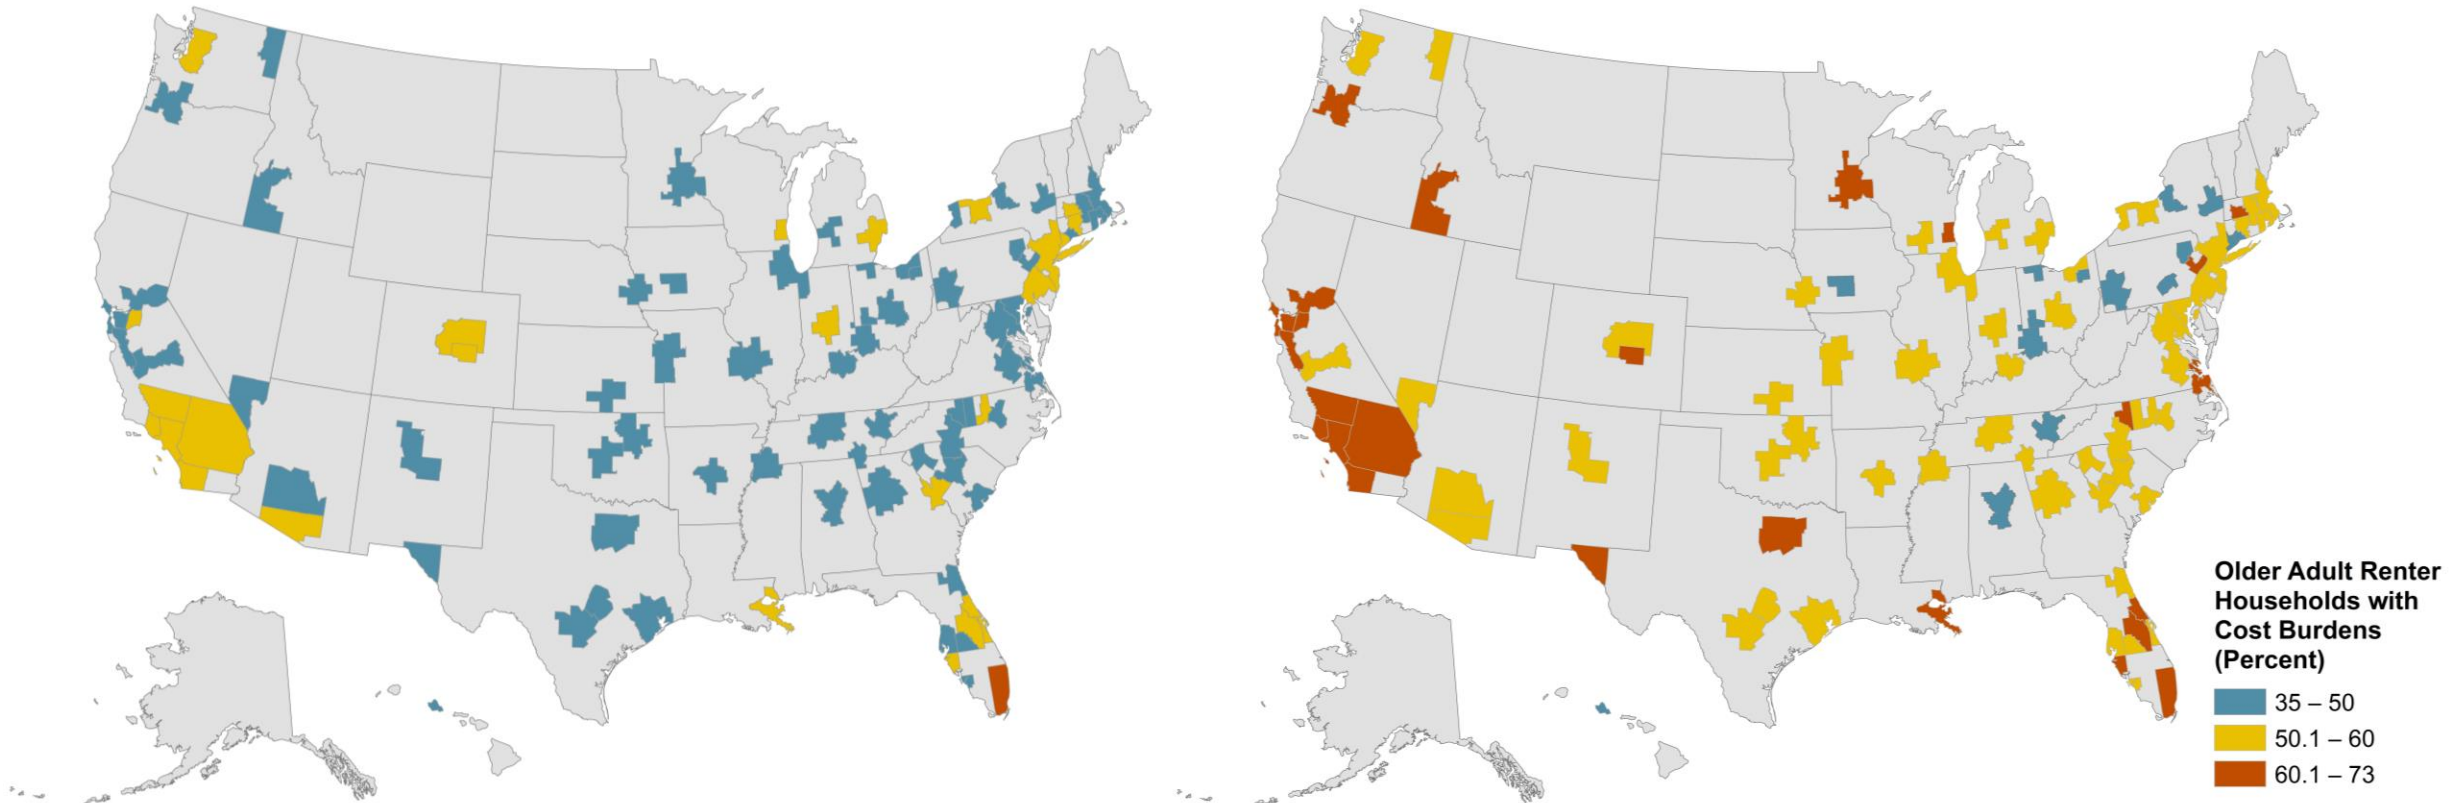 Older Adult Renter
Households with
Cost Burdens
(Percent)
35 – 50
50.1 – 60
60.1 – 73